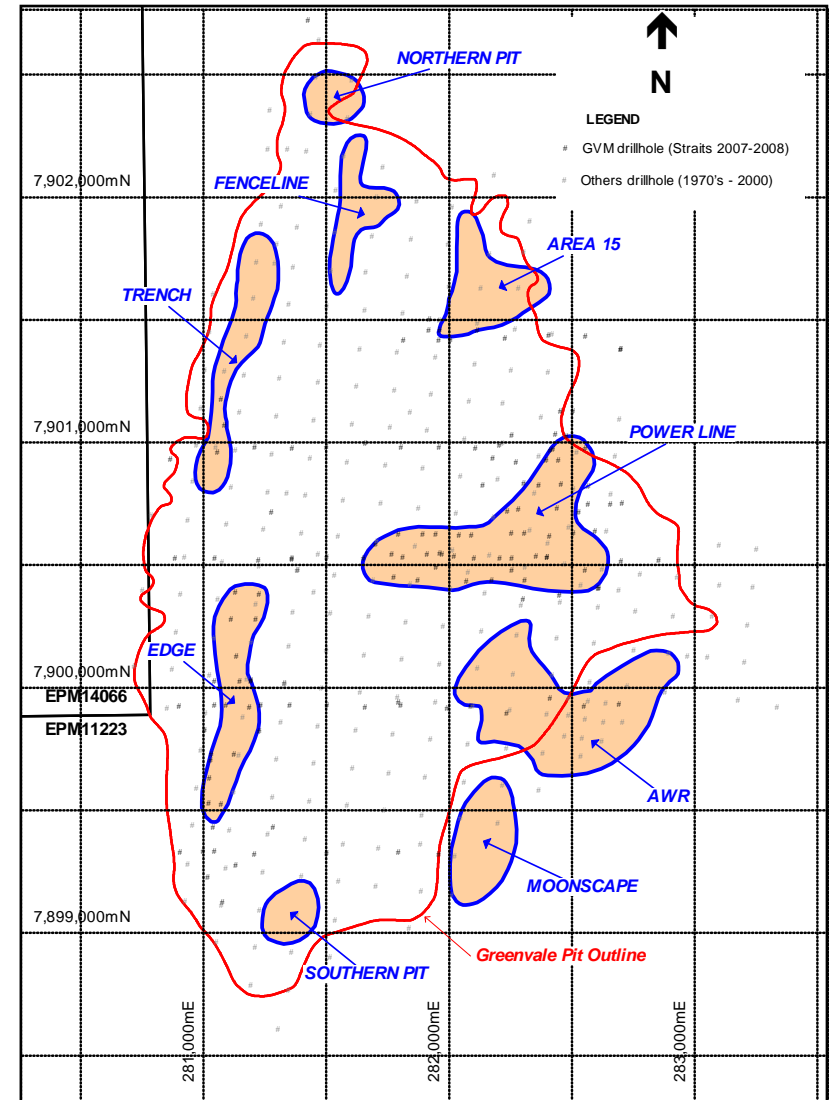 NORTHERN PIT
N
LEGEND
# GVM drillhole (Straits 2007-2008)
# Others drillhole (1970's - 2000)
FENCELINE
7,902,000mN
AREA 15
TRENCH
7,901,000mN
POWER LINE
EDGE
7,900,000mN
EPM14066
EPM11223
AWR
MOONSCAPE
7,899,000mN
Greenvale Pit Outline
SOUTHERN PIT
281,000mE
282,000mE
283,000mE